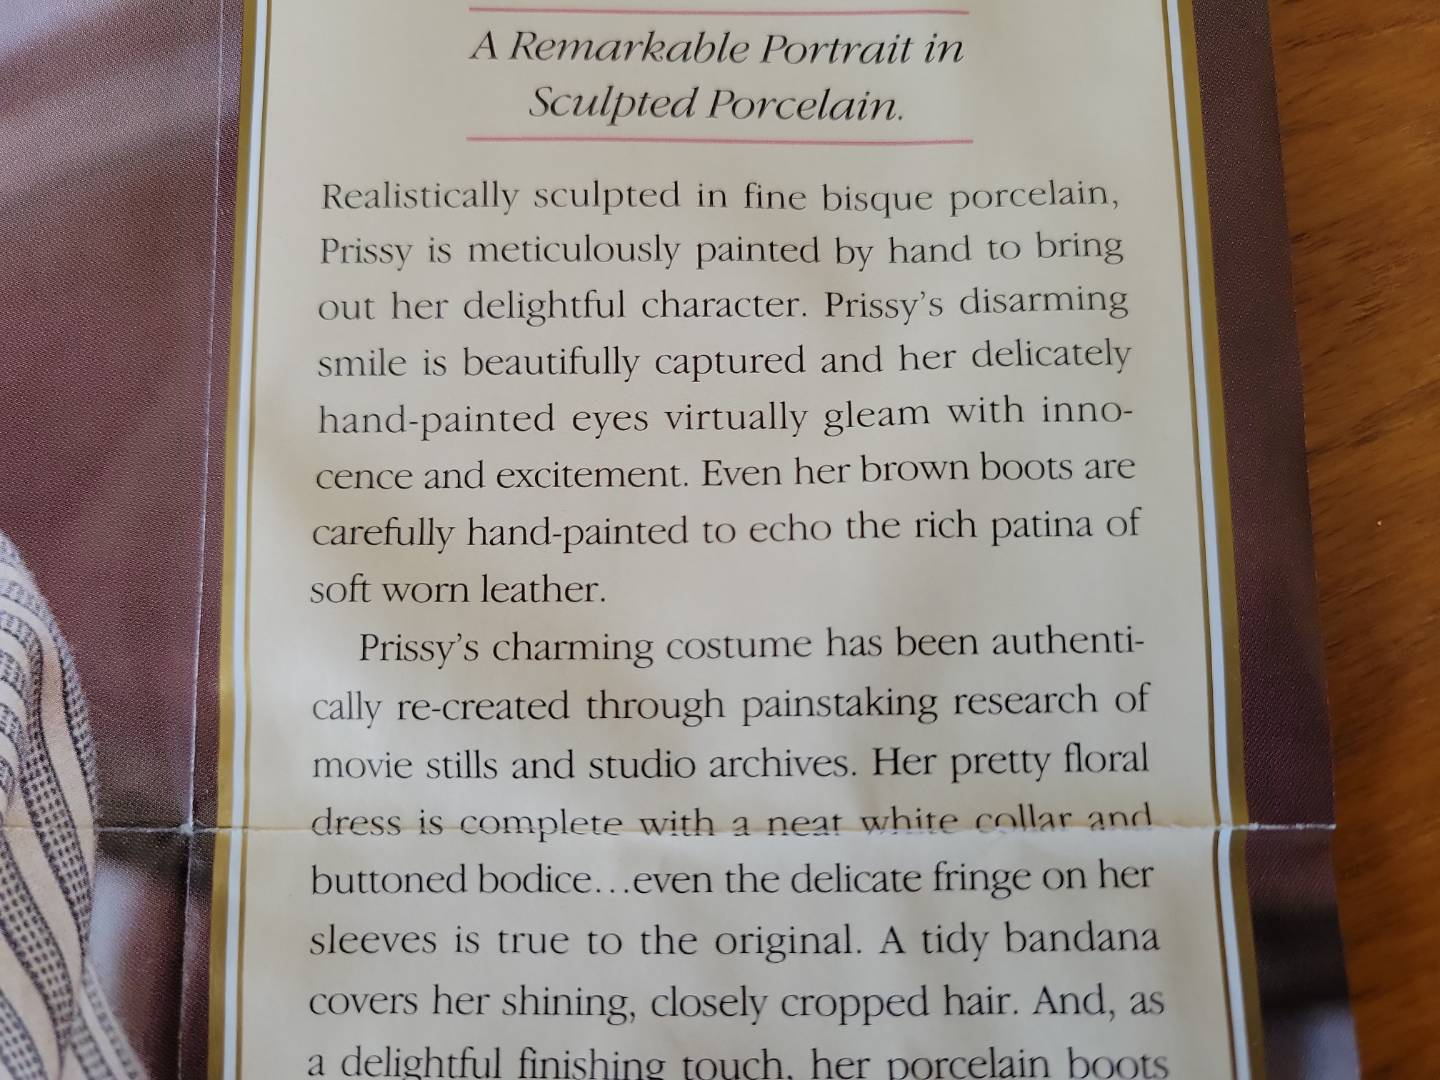 A Remarkable Portrait in
Sculpted Porcelain.
Realistically sculpted in fine bisque porcelain,
Prissy is meticulously painted by hand to bring
out her delightful character. Prissy’s disarming
smile is beautifully captured and her delicately
hand-painted eyes virtually gleam with inno-
cence and excitement. Even her brown boots are
carefully hand-painted to echo the rich patina of
soft worn leather.
Prissy’s charming costume has been authenti-
cally re-created through painstaking research of
movie stills and studio archives. Her pretty floral
dress is complete with a neat white collar and
buttoned bodice...even the delicate fringe on her
sleeves is true to the original. A tidy bandana
covers her shining, closely cropped hair. And, as
a delightful finishing touch, her porcelain boots